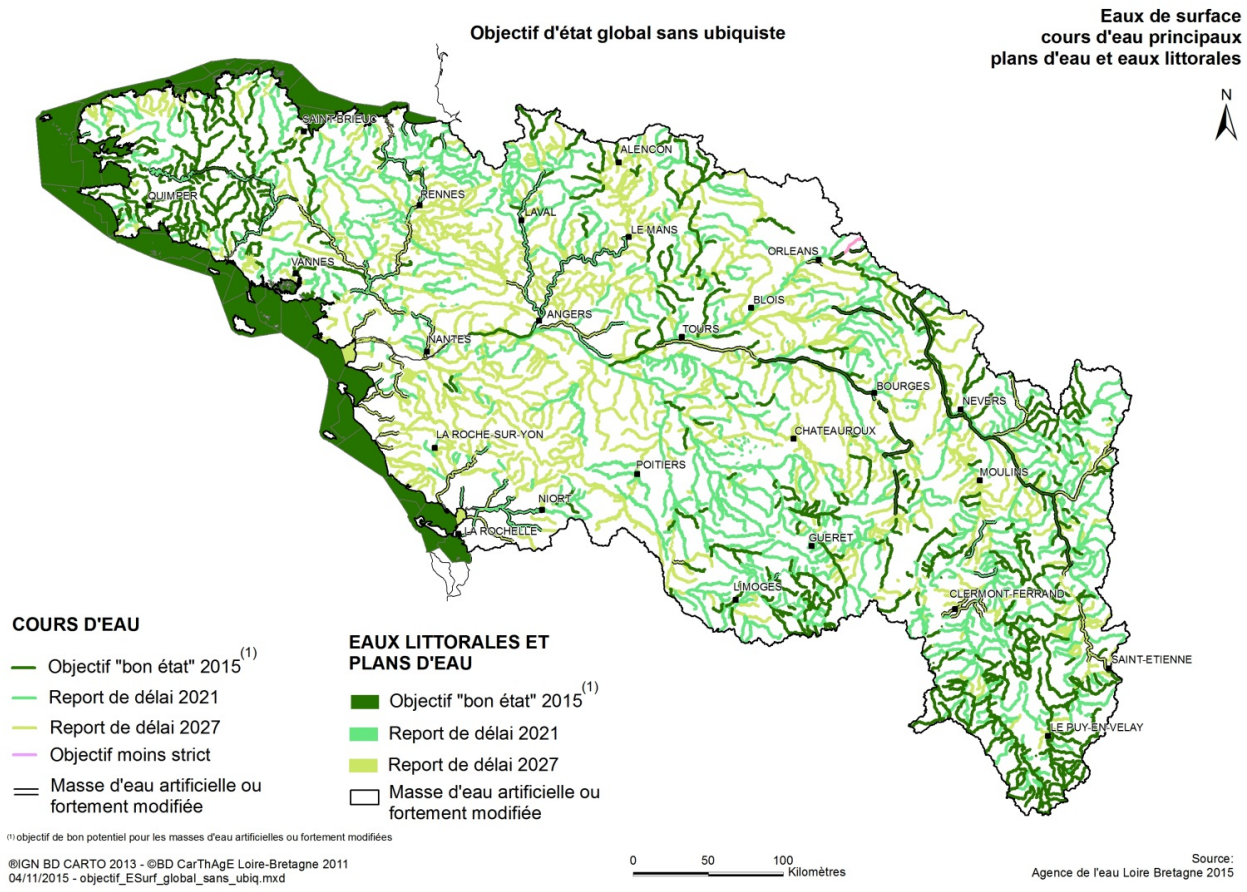 Objectif d'état global sans ubiquiste
Eaux de surface
cours d'eau principaux
plans d'eau et eaux littorales
N
SAINT-BRIEUC
ALENCON
QUIMPER
RENNES
LAVAL
LE MANS
ORLEANS
VANNES
BLOIS
ANGERS
TOURS
NANTES
BOURGES
NEVERS
CHATEAUROUX
LA ROCHE-SUR-YON
POITIERS
MOULINS
NIORT
LA ROCHELLE
GUERET
LIMOGES
CLERMONT-FERRAND
SAINT-ETIENNE
LE PUY-EN-VELAY
COURS D'EAU
Objectif "bon état" 2015(1)
Report de délai 2021
Report de délai 2027
Objectif moins strict
Masse d'eau artificielle ou
fortement modifiée
EAUX LITTORALES ET
PLANS D'EAU
Objectif "bon état" 2015(1)
Report de délai 2021
Report de délai 2027
Masse d'eau artificielle ou
fortement modifiée
(1) objectif de bon potentiel pour les masses d'eau artificielles ou fortement modifiées
®IGN BD CARTO 2013 - ©BD CarThAgE Loire-Bretagne 2011
04/11/2015 - objectif_ESurf_global_sans_ubiq.mxd
0 50 100
Kilomètres
Source:
Agence de l'eau Loire Bretagne 2015